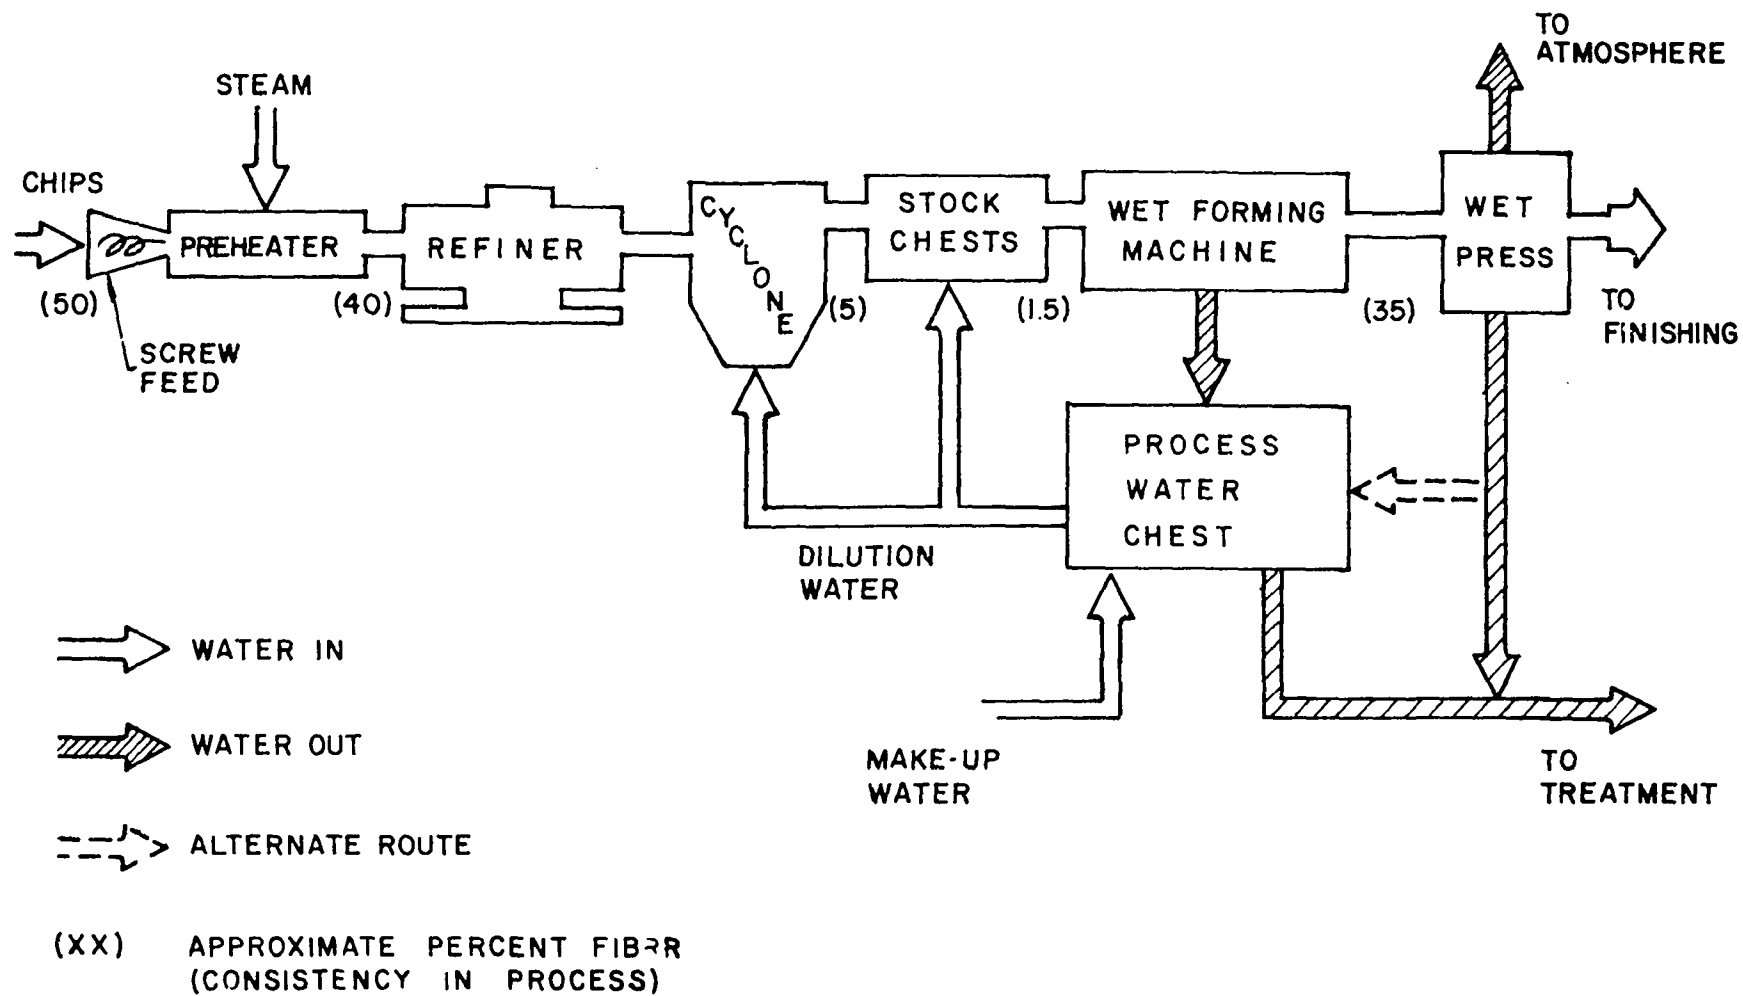 TO
ATMOSPHERE
STEAM
CHIPS
PREHEATER
REFINER
CYCLONE
STOCK
CHESTS
WET FORMING
MACHINE
WET
PRESS
(50)
(40)
(5)
(1.5)
(35)
TO
FINISHING
SCREW
FEED
PROCESS
WATER
CHEST
DILUTION
WATER
WATER IN
WATER OUT
MAKE-UP
WATER
TO
TREATMENT
ALTERNATE ROUTE
(XX) APPROXIMATE PERCENT
(CONSISTENCY IN PROCESS)